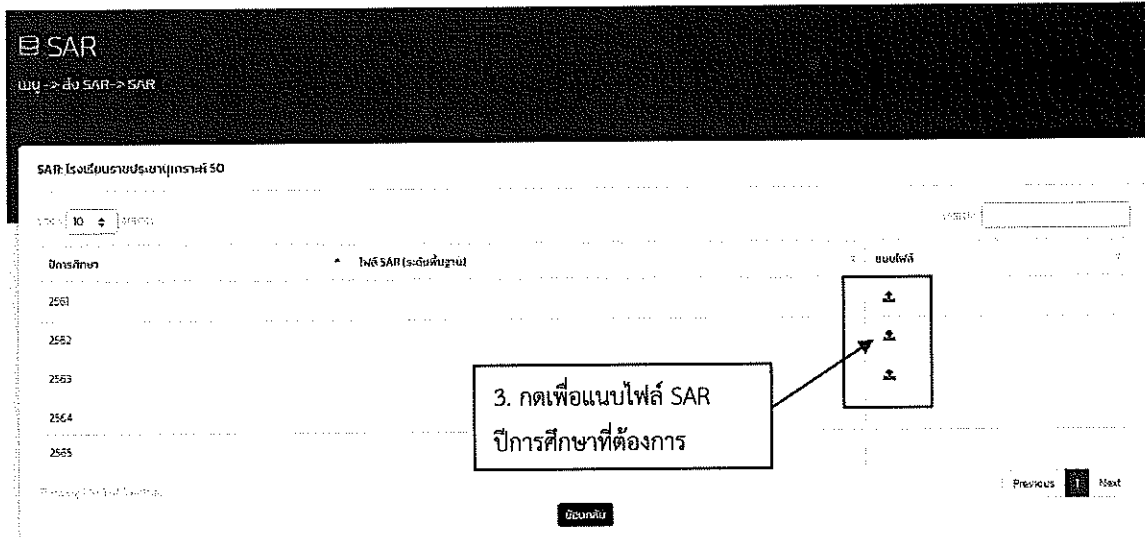 SAR
เมนู -> ส่ง SAR-> SAR
SAR: โรงเรียนราชประชานุเคราะห์ 50
10
ปีการศึกษา ไฟล์ SAR (ระดับพื้นฐาน) แนบไฟล์
2561
2562
2563
2564
2565
3. กดเพื่อแนบไฟล์ SAR
ปีการศึกษาที่ต้องการ
Previous 1 Next
ย้อนกลับ